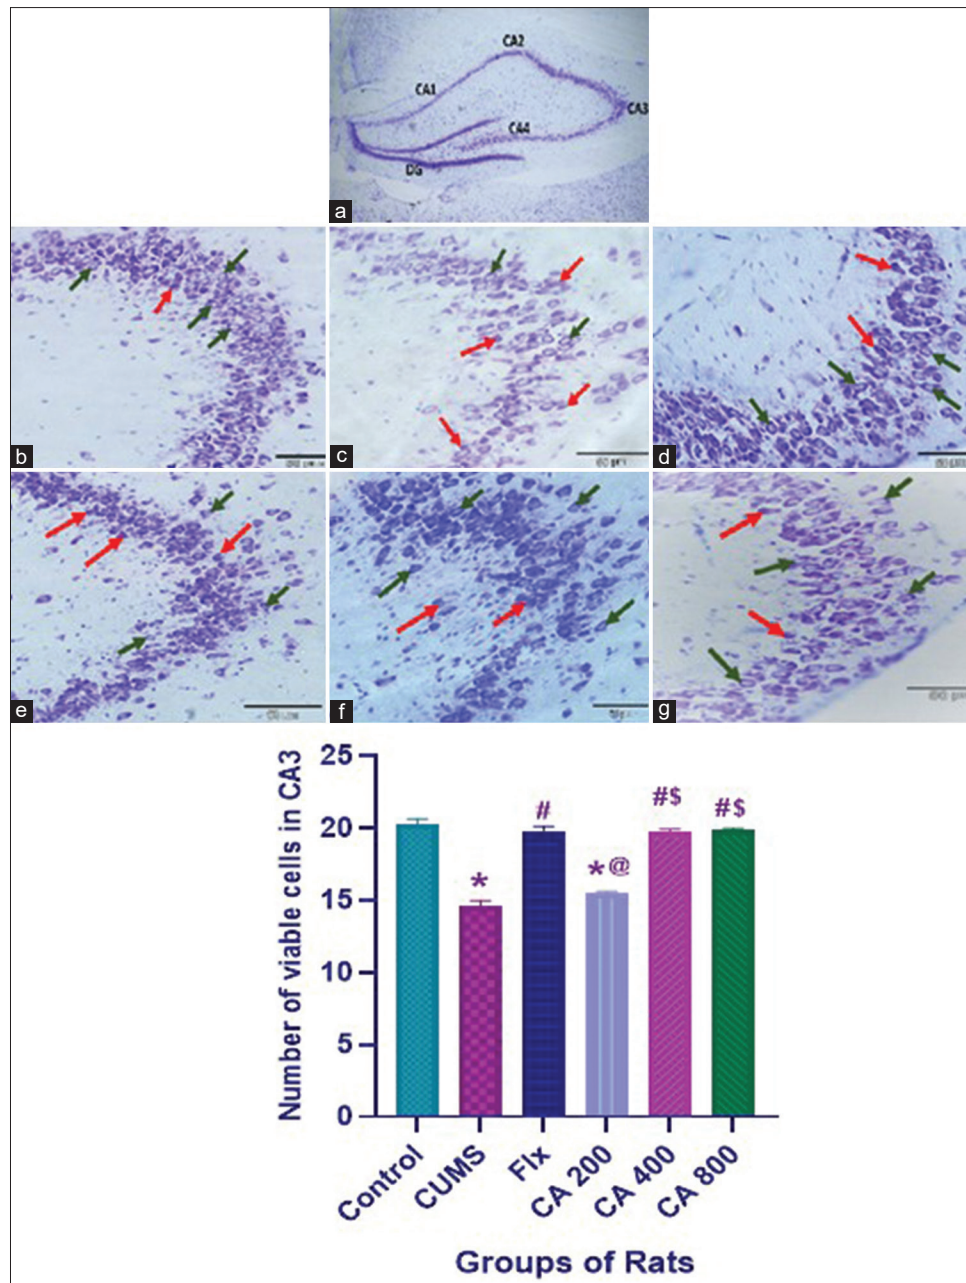 CA2
CA1
CA3
CA4
DG
a
b
c
d
e
f
g
Number of viable cells in CA3
25
20
15
10
5
0
*
#
*@
#$
#$
Control
CUMS
Flx
CA 200
CA 400
CA 800
Groups of Rats